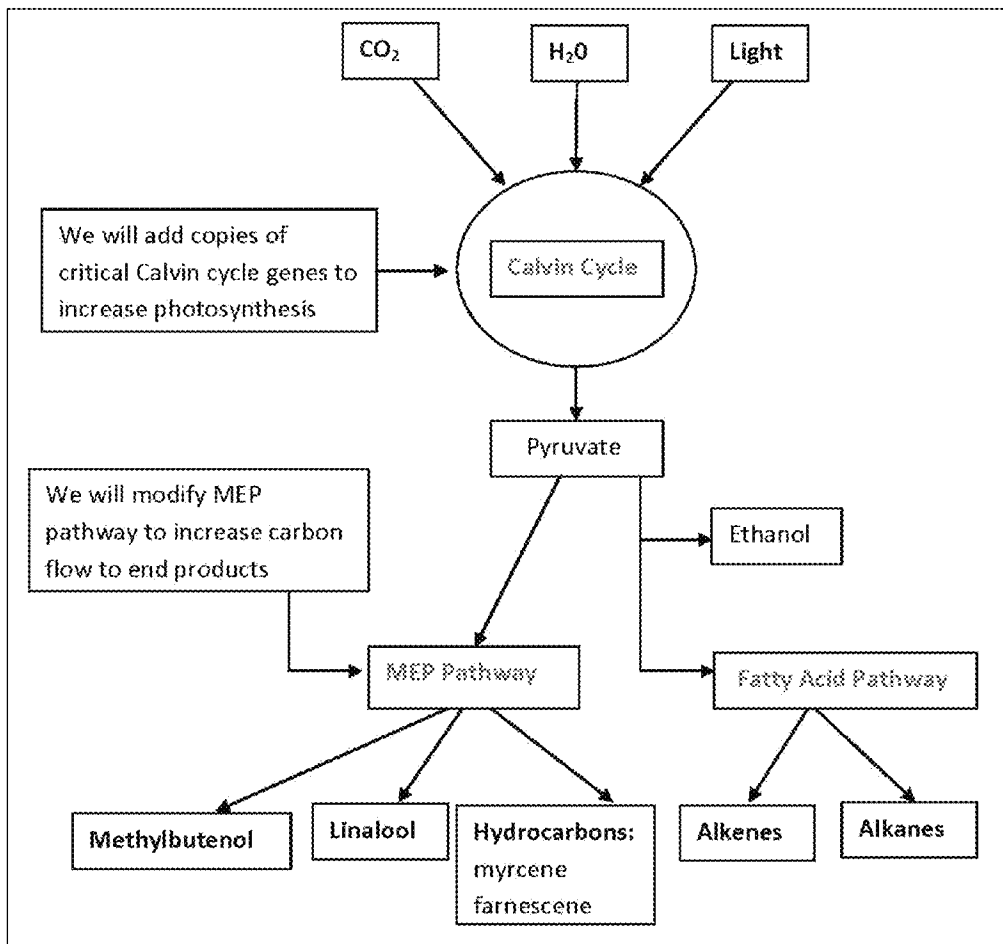 CO₂
H₂0
Light
We will add copies of
critical Calvin cycle genes to
increase photosynthesis
Calvin Cycle
Pyruvate
We will modify MEP
pathway to increase carbon
flow to end products
Ethanol
MEP Pathway
Fatty Acid Pathway
Methylbutenol
Linalool
Hydrocarbons:
myrcene
farnescene
Alkenes
Alkanes